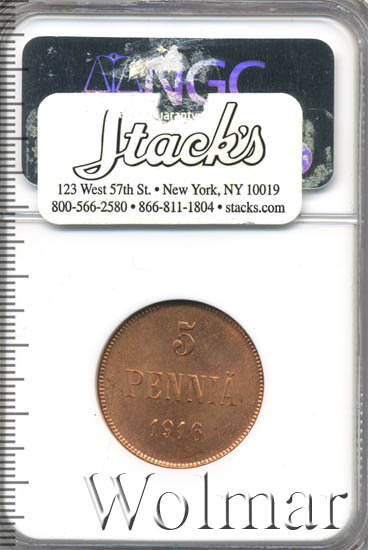 NGC
Guaranty
Stack's
123 West 57th St. • New York, NY 10019
800-566-2580 • 866-811-1804 • stacks.com
5
PENNIÄ
1916
Wolmar